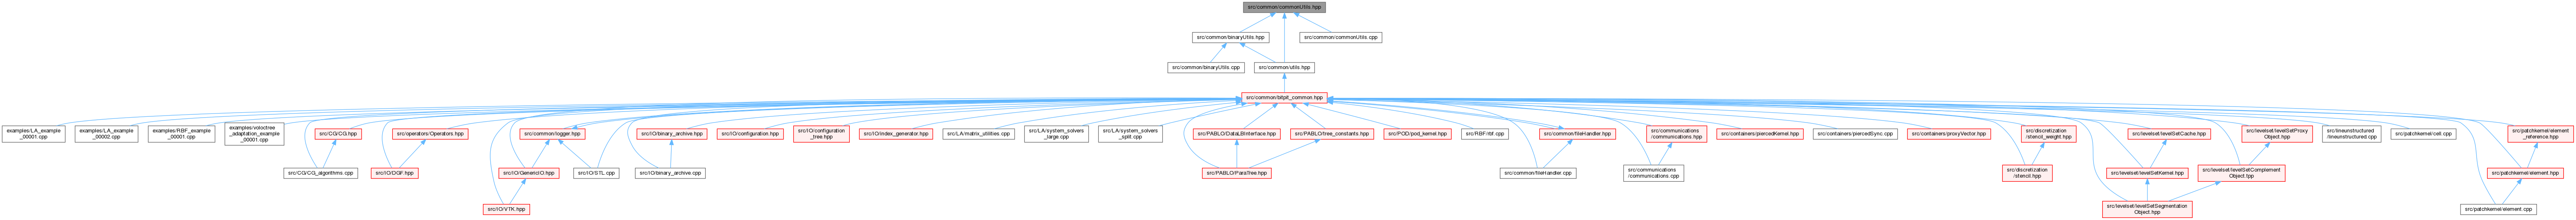 src/common/commonUtils.hpp
src/common/binaryUtils.hpp
src/common/commonUtils.cpp
src/common/binaryUtils.cpp
src/common/utils.hpp
src/common/bitpit_common.hpp
examples/LA_example
_00001.cpp
examples/LA_example
_00002.cpp
examples/RBF_example
_00001.cpp
examples/voloctree
_adaptation_example
_00001.cpp
src/CG/CG.hpp
src/operators/Operators.hpp
src/common/logger.hpp
src/IO/binary_archive.hpp
src/IO/configuration.hpp
src/IO/configuration
_tree.hpp
src/IO/index_generator.hpp
src/LA/matrix_utilities.cpp
src/LA/system_solvers
_large.cpp
src/LA/system_solvers
_split.cpp
src/PABLO/DataLBInterface.hpp
src/PABLO/tree_constants.hpp
src/POD/pod_kernel.hpp
src/RBF/rbf.cpp
src/common/fileHandler.hpp
src/communications
/communications.hpp
src/containers/piercedKernel.hpp
src/containers/piercedSync.cpp
src/containers/proxyVector.hpp
src/discretization
/stencil_weight.hpp
src/levelset/levelSetCache.hpp
src/levelset/levelSetProxy
Object.hpp
src/lineunstructured
/lineunstructured.cpp
src/patchkernel/cell.cpp
src/patchkernel/element
_reference.hpp
src/CG/CG_algorithms.cpp
src/IO/DGF.hpp
src/IO/GenericIO.hpp
src/IO/STL.cpp
src/IO/binary_archive.cpp
src/PABLO/ParaTree.hpp
src/common/fileHandler.cpp
src/communications
/communications.cpp
src/discretization
/stencil.hpp
src/levelset/levelSetKernel.hpp
src/levelset/levelSetComplement
Object.tpp
src/patchkernel/element.hpp
src/IO/VTK.hpp
src/levelset/levelSetSegmentation
Object.hpp
src/patchkernel/element.cpp